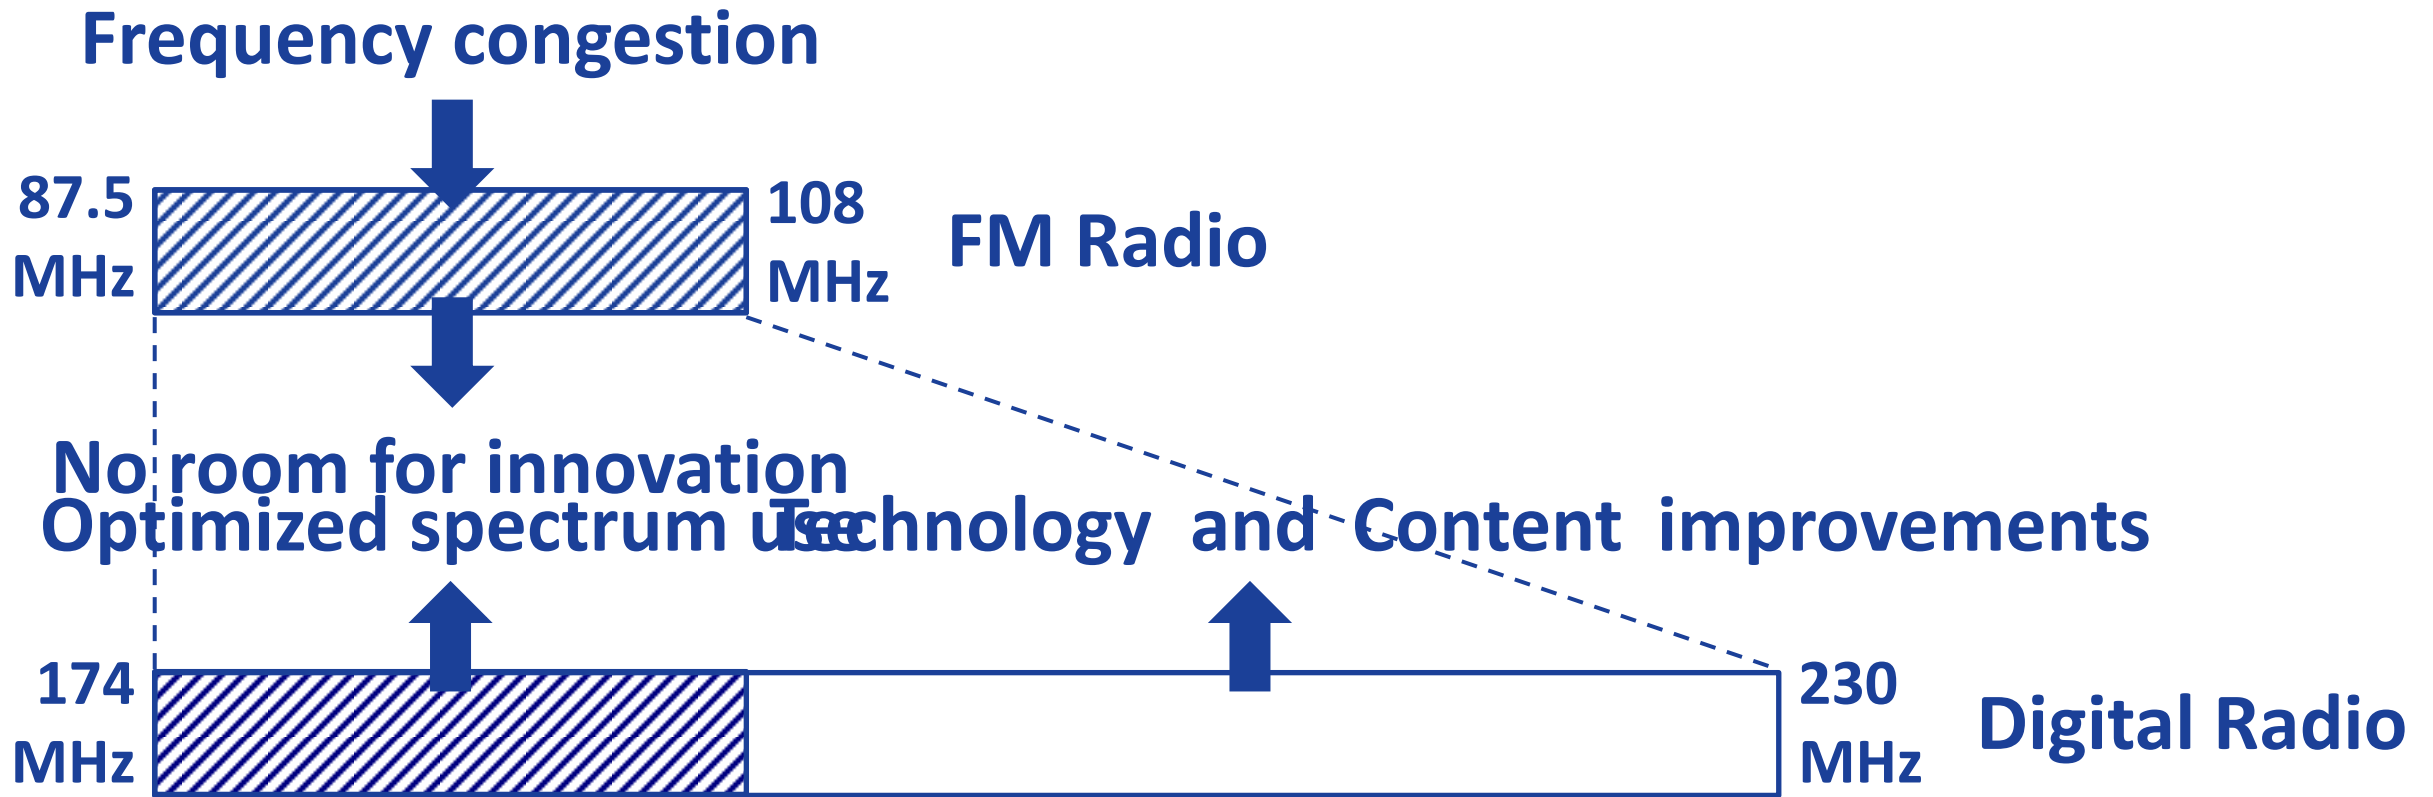 Frequency congestion
87.5
MHz
108
MHz
FM Radio
No room for innovation
Optimized spectrum use
Technology and Content improvements
174
MHz
230
MHz
Digital Radio